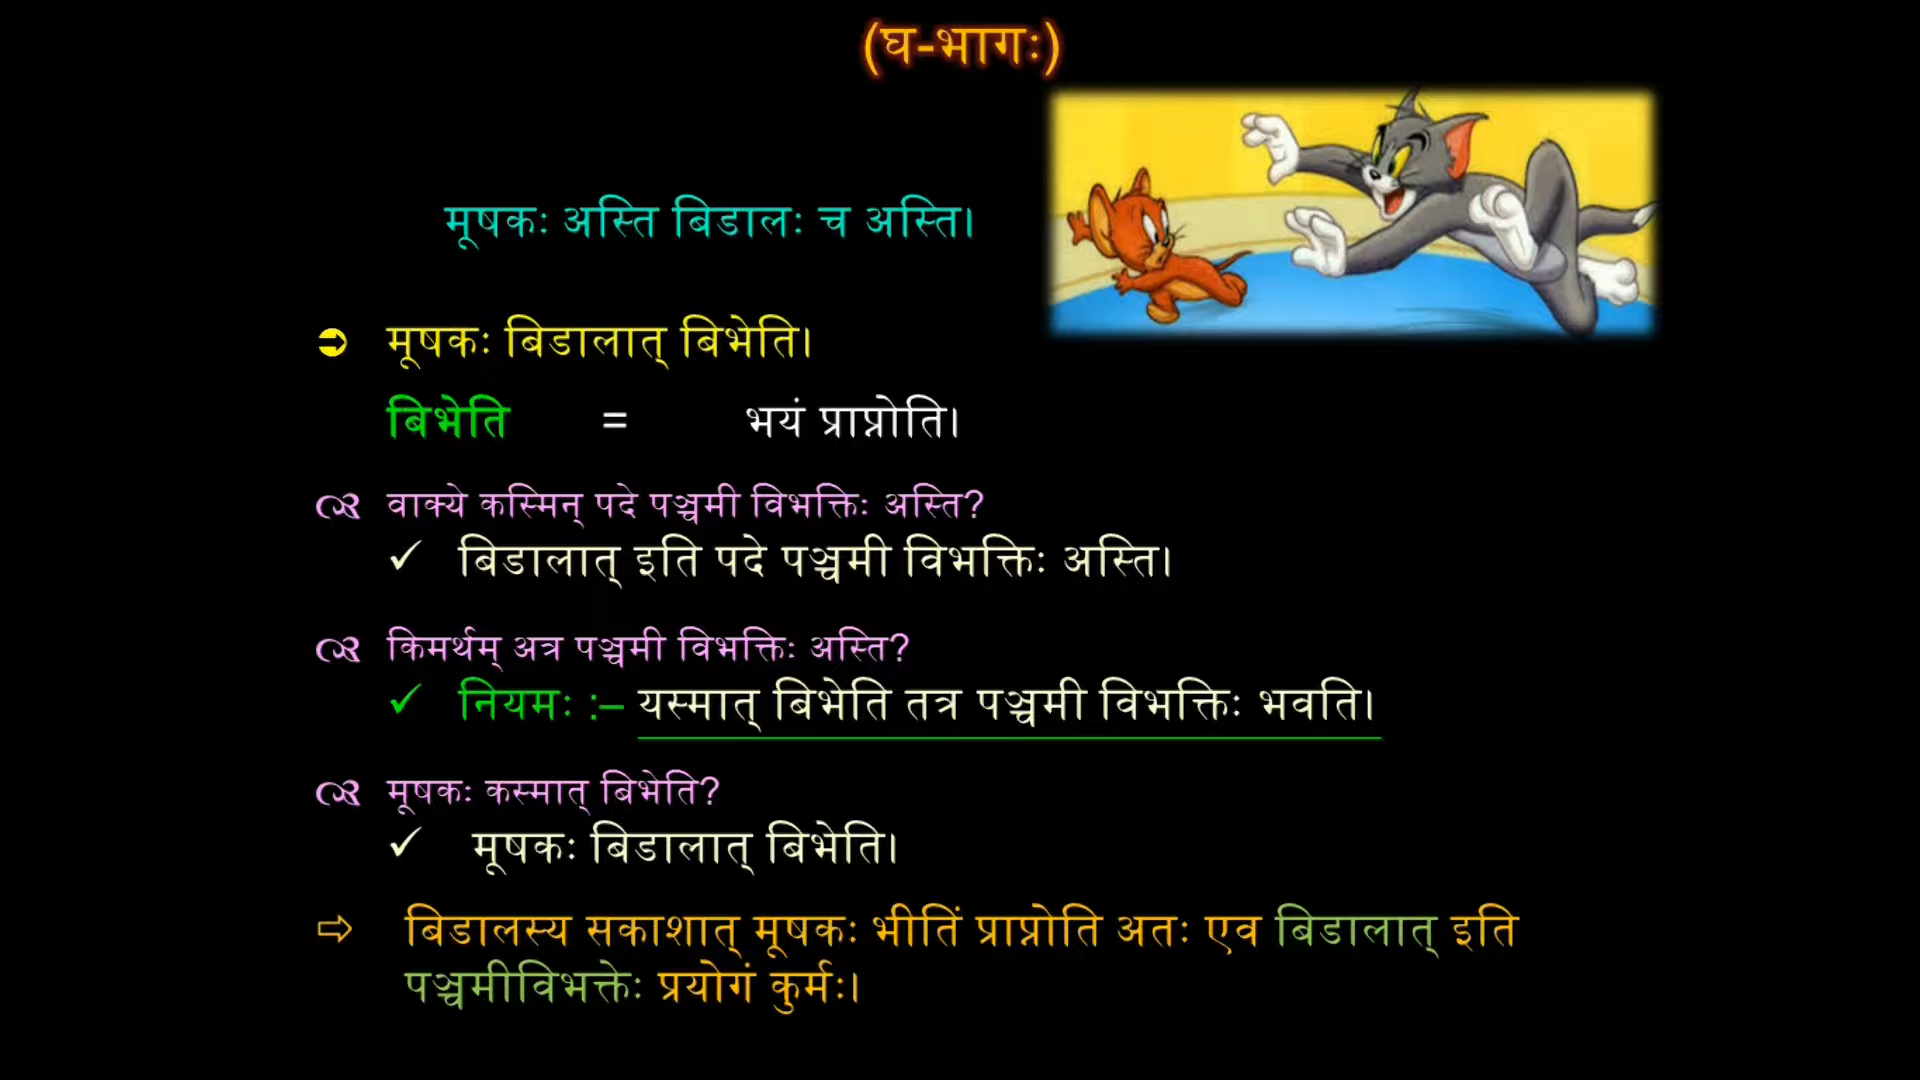 (घ-भागः)
मूषकः अस्ति बिडालः च अस्ति।
मूषकः बिडालात् बिभेति।
बिभेति = भयं प्राप्नोति।
वाक्ये कस्मिन् पदे पञ्चमी विभक्तिः अस्ति?
✓ बिडालात् इति पदे पञ्चमी विभक्तिः अस्ति।
किमर्थम् अत्र पञ्चमी विभक्तिः अस्ति?
✓ नियमः :– यस्मात् बिभेति तत्र पञ्चमी विभक्तिः भवति।
मूषकः कस्मात् बिभेति?
✓ मूषकः बिडालात् बिभेति।
⇨ बिडालस्य सकाशात् मूषकः भीतिं प्राप्नोति अतः एव बिडालात् इति
पञ्चमीविभक्तेः प्रयोगं कुर्मः।